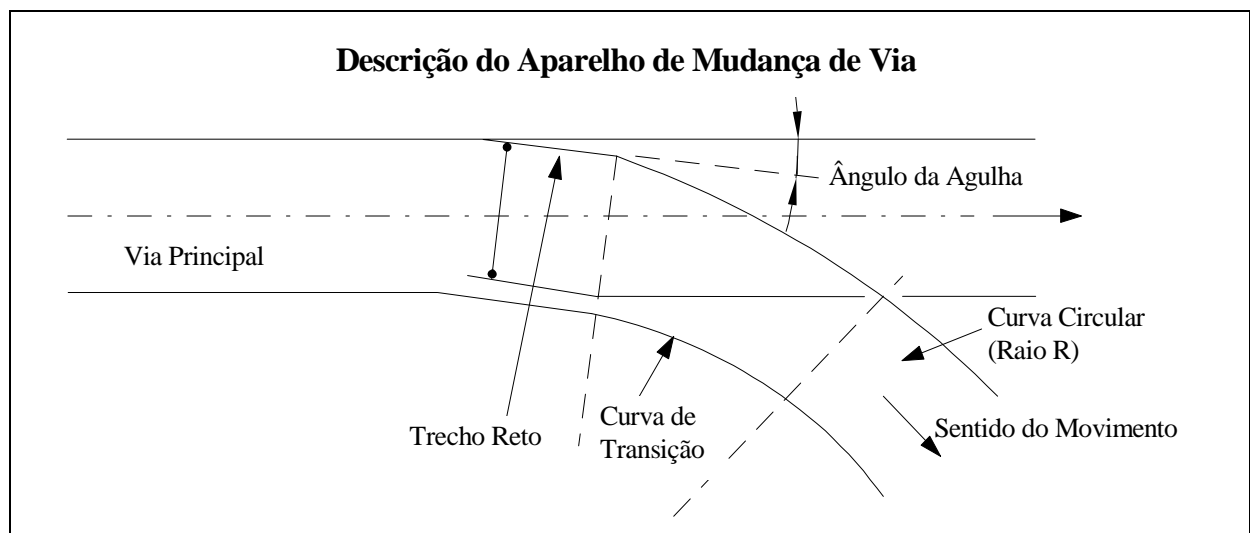 Descrição do Aparelho de Mudança de Via
Ângulo da Agulha
Via Principal
Curva Circular
(Raio R)
Trecho Reto
Curva de
Transição
Sentido do Movimento